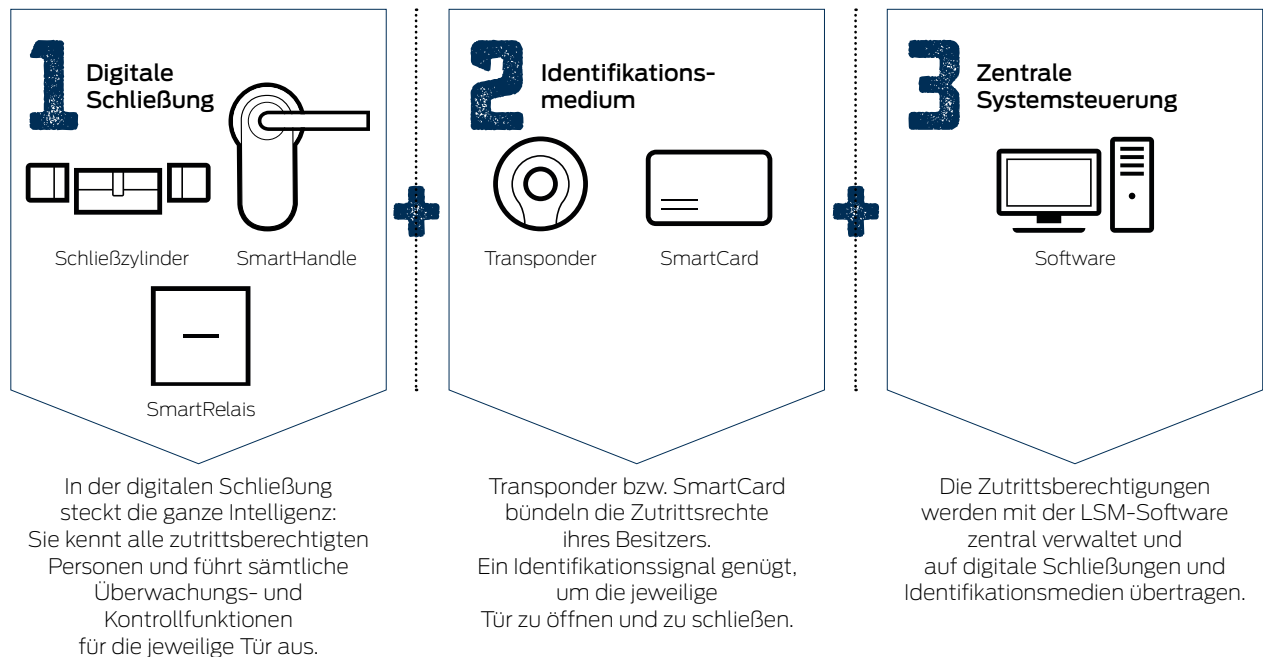 1
Digitale
Schließung
Schließzylinder
SmartHandle
SmartRelais
In der digitalen Schließung
steckt die ganze Intelligenz:
Sie kennt alle zutrittsberechtigten
Personen und führt sämtliche
Überwachungs- und
Kontrollfunktionen
für die jeweilige Tür aus.
+
2
Identifikations-
medium
Transponder
SmartCard
Transponder bzw. SmartCard
bündeln die Zutrittsrechte
ihres Besitzers.
Ein Identifikationssignal genügt,
um die jeweilige
Tür zu öffnen und zu schließen.
+
3
Zentrale
Systemsteuerung
Software
Die Zutrittsberechtigungen
werden mit der LSM-Software
zentral verwaltet und
auf digitale Schließungen und
Identifikationsmedien übertragen.